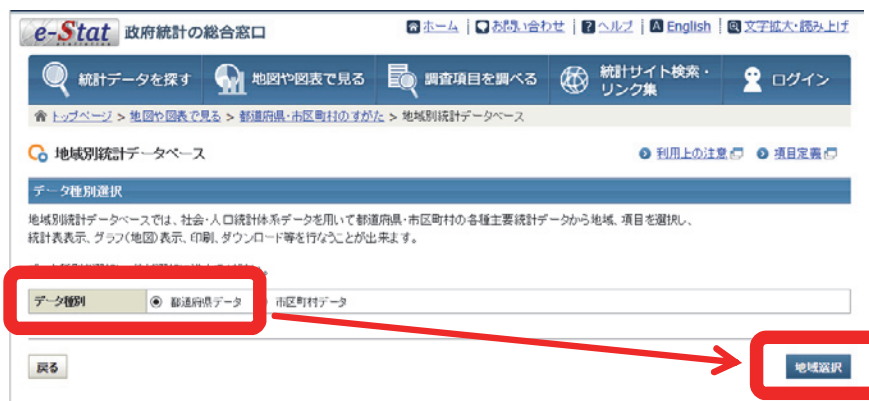 e-Stat 政府統計の総合窓口
ホーム | お問い合わせ | ヘルプ | English | 文字拡大・読み上げ
統計データを探す 地図や図表で見る 調査項目を調べる 統計サイト検索・ ログイン
リンク集
トップページ > 地図や図表で見る > 都道府県・市区町村のすがた > 地域別統計データベース
地域別統計データベース 利用上の注意 項目定義
データ種別選択
地域別統計データベースでは、社会・人口統計体系データを用いて都道府県・市区町村の各種主要統計データから地域、項目を選択し、
統計表表示、グラフ(地図)表示、印刷、ダウンロード等を行なうことが出来ます。
データ種別 都道府県データ 市区町村データ
戻る 地域選択